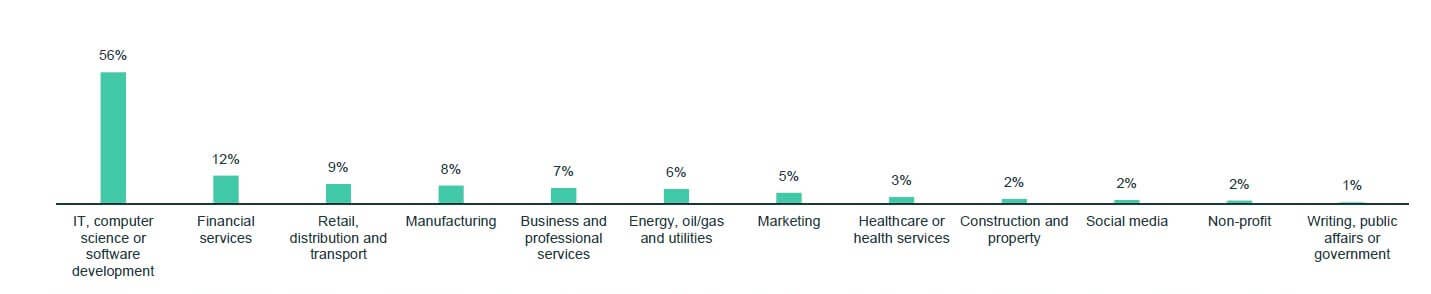 56%
12%
9%
8%
7%
6%
5%
3%
2%
2%
2%
1%
IT, computer
science or
software
development
Financial
services
Retail,
distribution and
transport
Manufacturing
Business and
professional
services
Energy, oil/gas
and utilities
Marketing
Healthcare or
health services
Construction and
property
Social media
Non-profit
Writing, public
affairs or
government